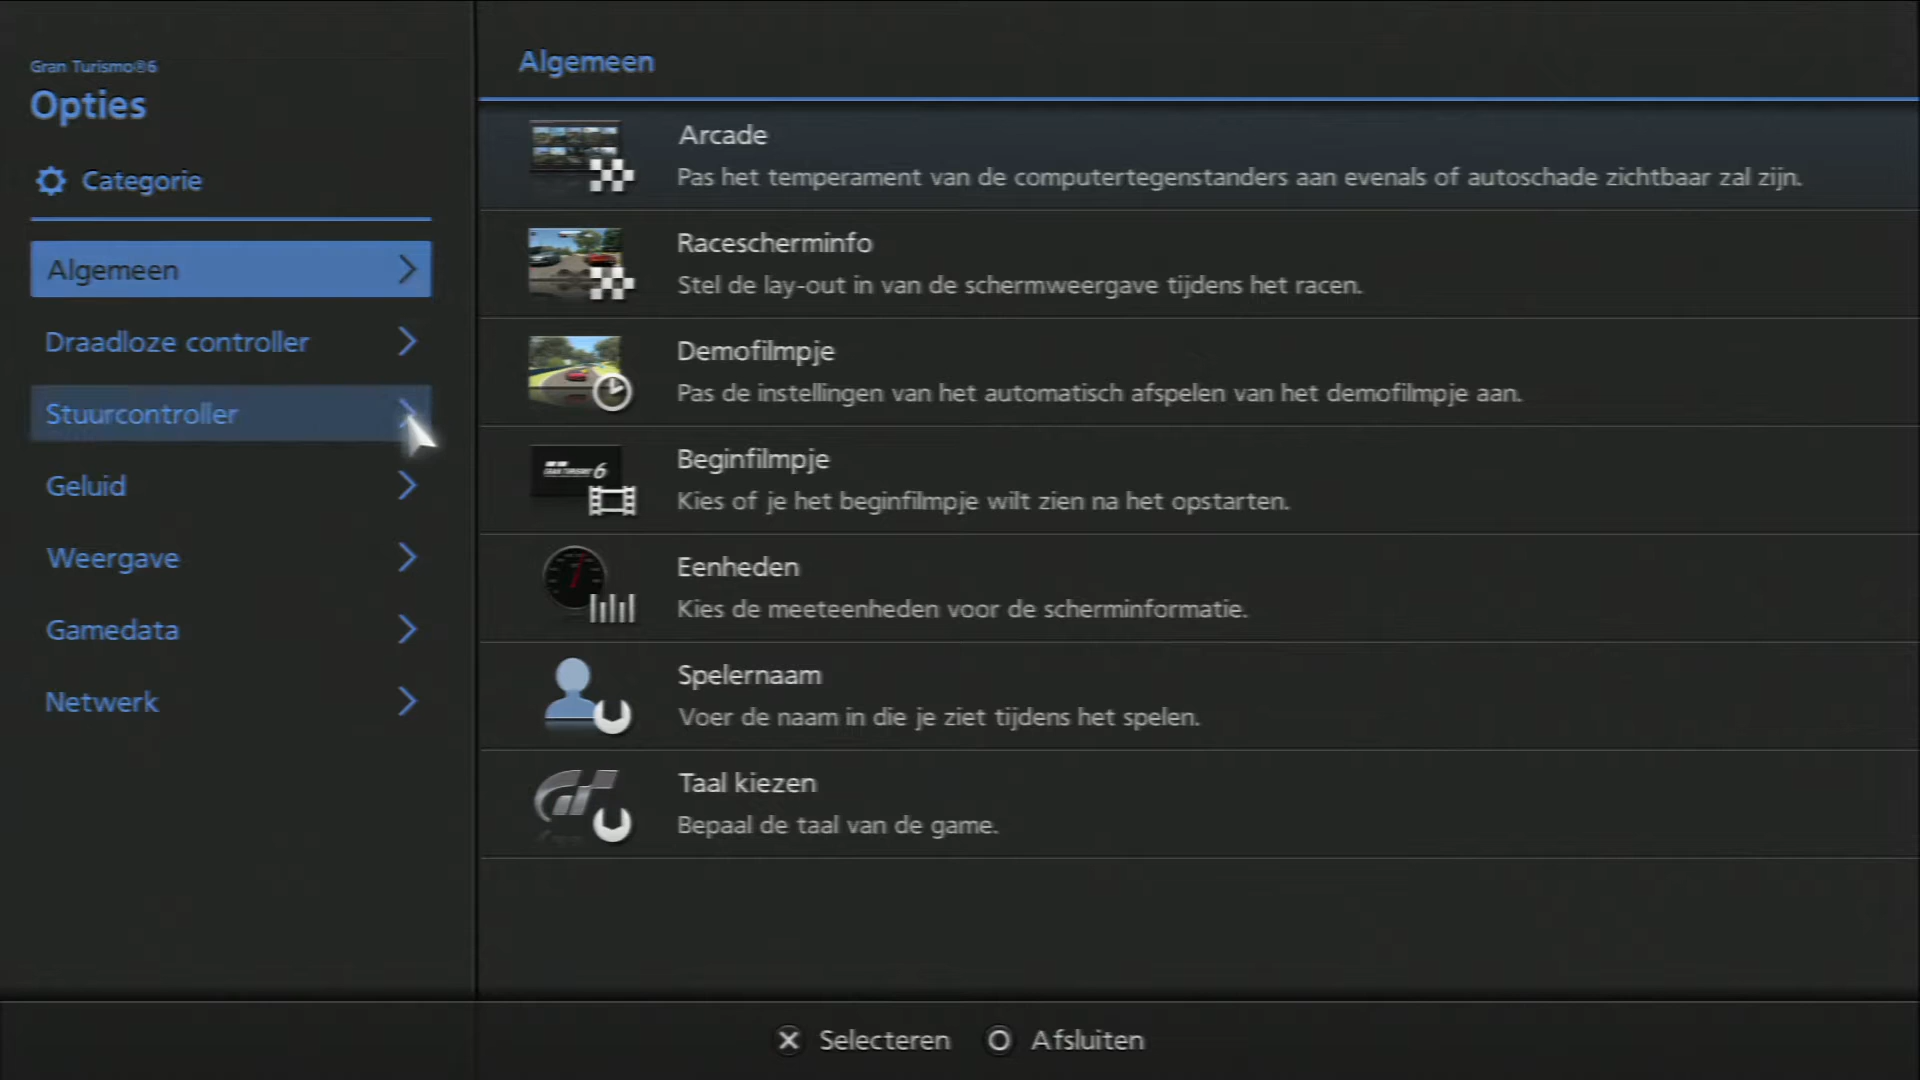 Gran Turismo®6
Opties
Categorie
Algemeen
Draadloze controller
Stuurcontroller
Geluid
Weergave
Gamedata
Netwerk
Algemeen
Arcade
Pas het temperament van de computertegenstanders aan evenals of autoschade zichtbaar zal zijn.
Racescherminfo
Stel de lay-out in van de schermweergave tijdens het racen.
Demofilmpje
Pas de instellingen van het automatisch afspelen van het demofilmpje aan.
GRAN TURISMO 6
Beginfilmpje
Kies of je het beginfilmpje wilt zien na het opstarten.
Eenheden
Kies de meeteenheden voor de scherminformatie.
Spelernaam
Voer de naam in die je ziet tijdens het spelen.
Taal kiezen
Bepaal de taal van de game.
Selecteren
Afsluiten